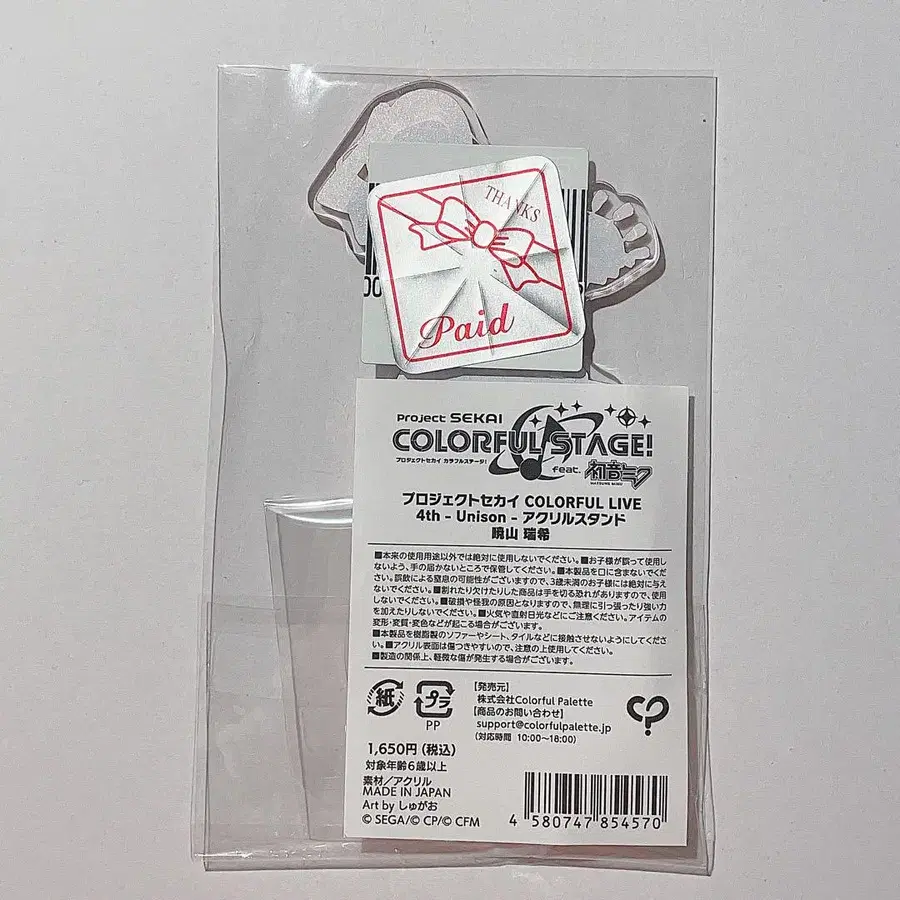 THANKS
Paid
Project SEKAI
COLORFUL STAGE!
プロジェクトセカイ カラフルステージ!
feat. 初音ミク
HATSUNE MIKU
プロジェクトセカイ COLORFUL LIVE
4th - Unison - アクリルスタンド
暁山 瑞希
■本来の使用用途以外では絶対に使用しないでください。■お子様が誤って使用し
ないよう、手の届かないところで保管してください。■本製品を口に含まないでくだ
さい。誤飲による窒息の可能性がございますので、3歳未満のお子様には絶対に与え
ないでください。■割れたり欠けたりした商品は手を切る恐れがありますので、使用
しないでください。■破損や怪我の原因となりますので、無理に引っ張ったり強い力
を加えたりしないでください。■火気や直射日光などにご注意ください。アイテムの
変形・変質・変色などが起こる場合がございます。
■本製品を樹脂製のソファーやシート、タイルなどに接触させないようにしてくださ
い。■アクリル表面は傷つきやすいので、注意の上使用してください。
■製造の関係上、軽微な傷が発生する場合がございます。
紙
プラ
PP
【発売元】
株式会社Colorful Palette
【商品のお問い合わせ】
support@colorfulpalette.jp
(対応時間 10:00~18:00)
1,650円(税込)
対象年齢6歳以上
素材/アクリル
MADE IN JAPAN
Art by しゅがお
© SEGA/© CP/© CFM
4 580747 854570